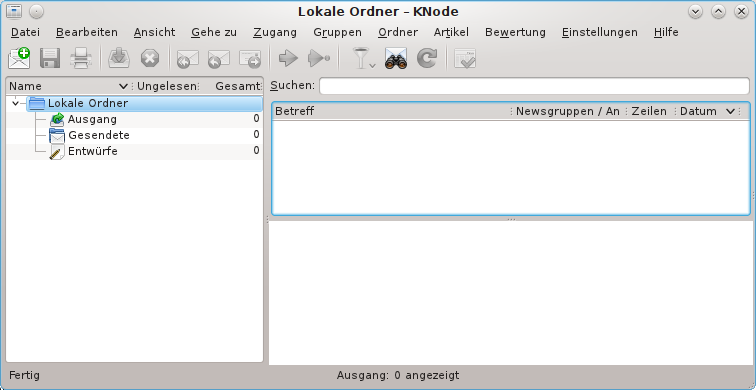 Lokale Ordner – KNode
Datei Bearbeiten Ansicht Gehe zu Zugang Gruppen Ordner Artikel Bewertung Einstellungen Hilfe
Name Ungelesen Gesamt
Lokale Ordner
Ausgang 0
Gesendete 0
Entwürfe 0
Suchen:
Betreff Newsgruppen / An Zeilen Datum
Fertig Ausgang: 0 angezeigt